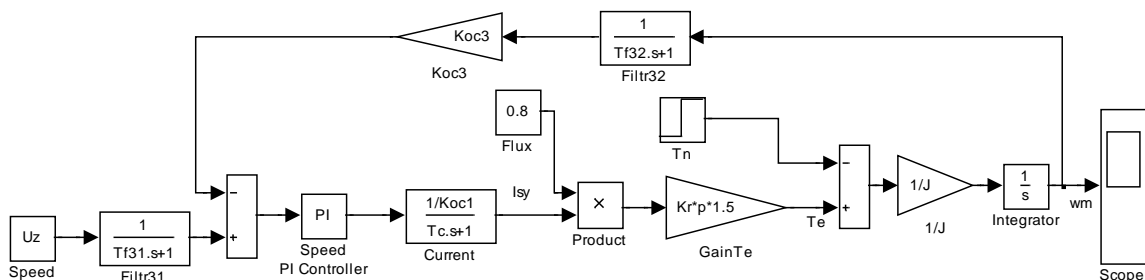 1
Tf32.s+1
Filtr32
Koc3
Koc3
0.8
Flux
Tn
Uz
Speed
1
Tf31.s+1
Filtr31
PI
Speed
PI Controller
1/Koc1
Tc.s+1
Current
Isy
×
Product
Kr*p*1.5
GainTe
Te
−
+
−
+
1/J
1/J
1
s
Integrator
wm
Scope